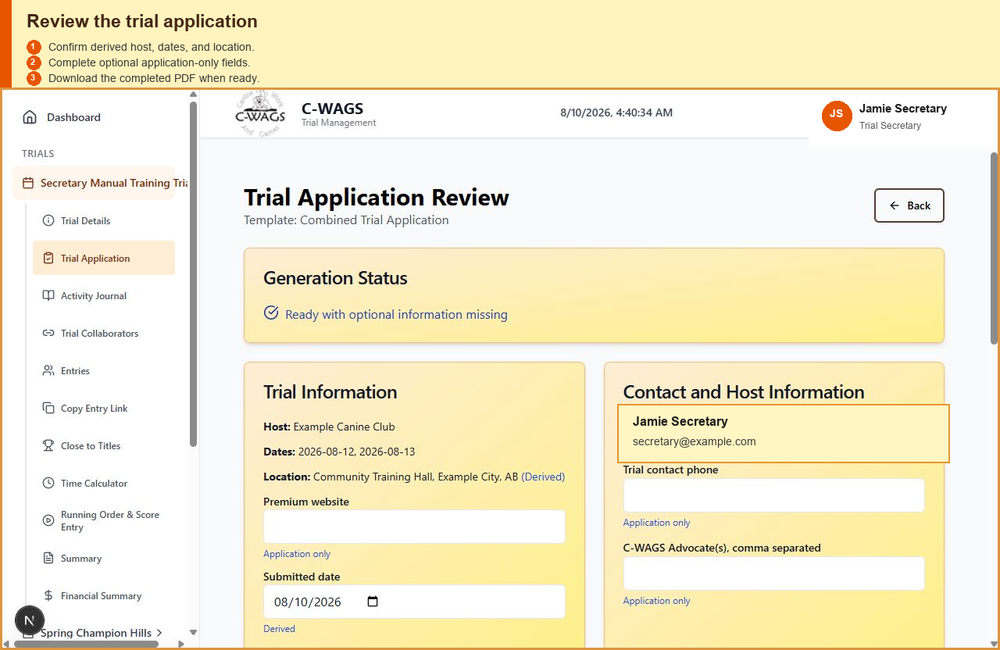 Review the trial application
1 Confirm derived host, dates, and location.
2 Complete optional application-only fields.
3 Download the completed PDF when ready.
Dashboard
TRIALS
Secretary Manual Training Tria
Trial Details
Trial Application
Activity Journal
Trial Collaborators
Entries
Copy Entry Link
Close to Titles
Time Calculator
Running Order & Score
Entry
Summary
Financial Summary
N
Spring Champion Hills
Canine Work
C-WAGS
And Games
C-WAGS
Trial Management
8/10/2026, 4:40:34 AM
JS
Jamie Secretary
Trial Secretary
Trial Application Review
Template: Combined Trial Application
Back
Generation Status
Ready with optional information missing
Trial Information
Host: Example Canine Club
Dates: 2026-08-12, 2026-08-13
Location: Community Training Hall, Example City, AB (Derived)
Premium website
Application only
Submitted date
08/10/2026
Derived
Contact and Host Information
Jamie Secretary
secretary@example.com
Trial contact phone
Application only
C-WAGS Advocate(s), comma separated
Application only